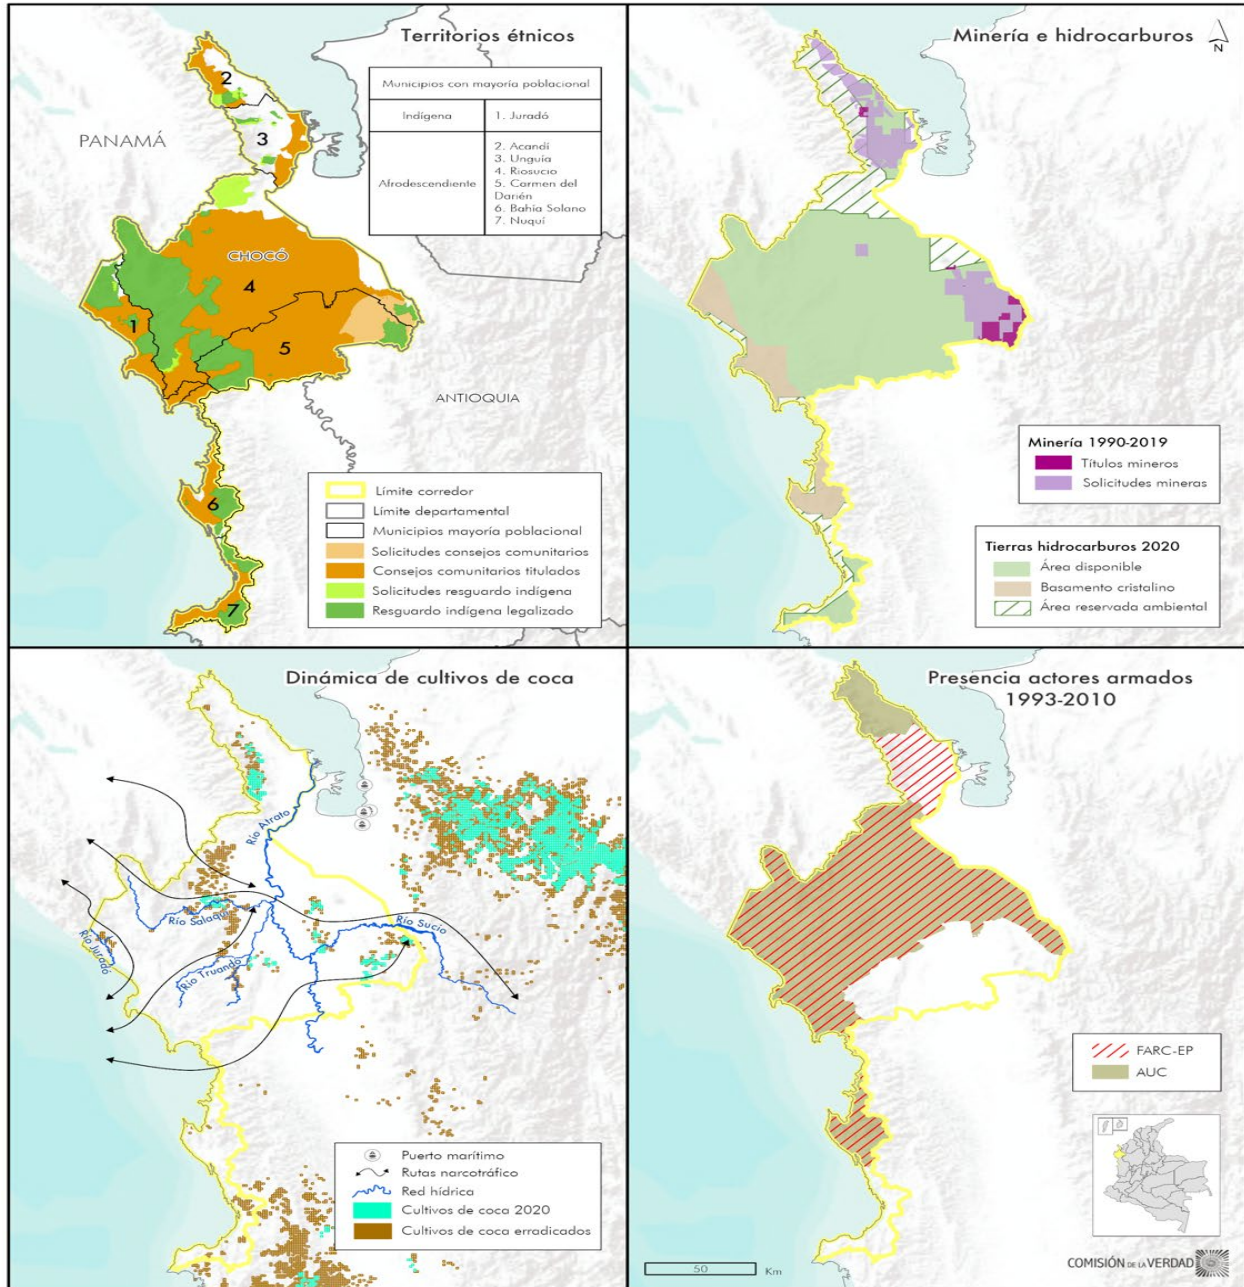 Territorios étnicos
Municipios con mayoría poblacional
Indígena
1. Juradó
Afrodescendiente
2. Acandí
3. Unguía
4. Riosucio
5. Carmen del
Darién
6. Bahía Solano
7. Nuquí
PANAMÁ
2
3
CHOCÓ
4
1
5
ANTIOQUIA
6
7
Límite corredor
Límite departamental
Municipios mayoría poblacional
Solicitudes consejos comunitarios
Consejos comunitarios titulados
Solicitudes resguardo indígena
Resguardo indígena legalizado
Minería e hidrocarburos
N
Minería 1990-2019
Títulos mineros
Solicitudes mineras
Tierras hidrocarburos 2020
Área disponible
Basamento cristalino
Área reservada ambiental
Dinámica de cultivos de coca
Río Atrato
Río Salaquí
Río Sucio
Río Juradó
Río Truandó
Puerto marítimo
Rutas narcotráfico
Red hídrica
Cultivos de coca 2020
Cultivos de coca erradicados
Presencia actores armados
1993-2010
FARC-EP
AUC
50 Km
COMISIÓN DE LA VERDAD